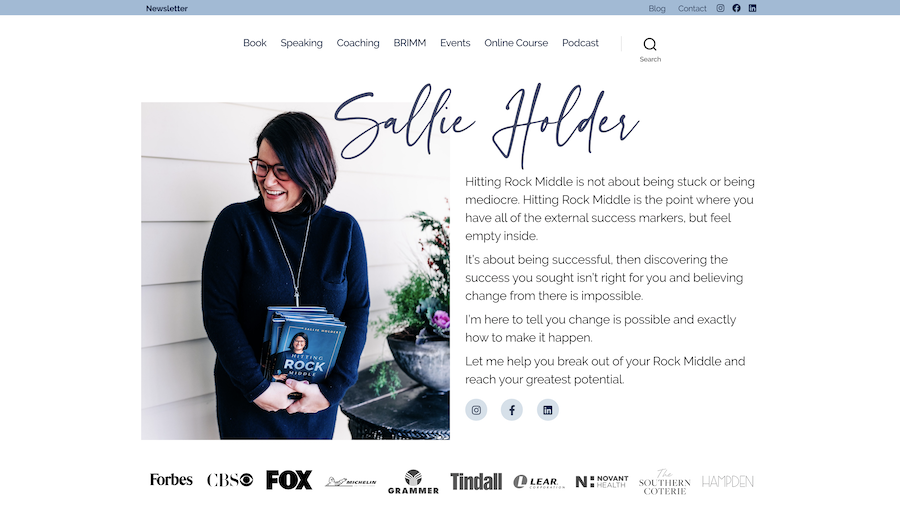 Newsletter
Blog Contact
Book Speaking Coaching BRIMM Events Online Course Podcast
Search
Sallie Holder
Hitting Rock Middle is not about being stuck or being
mediocre. Hitting Rock Middle is the point where you
have all of the external success markers, but feel
empty inside.
It's about being successful, then discovering the
success you sought isn't right for you and believing
change from there is impossible.
I'm here to tell you change is possible and exactly
how to make it happen.
Let me help you break out of your Rock Middle and
reach your greatest potential.
SALLIE HOLDER
HITTING
ROCK
MIDDLE
Forbes
CBS
FOX
MICHELIN
GRAMMER
Tindall
LEAR
CORPORATION
NOVANT
HEALTH
The
SOUTHERN
COTERIE
HAMPDEN